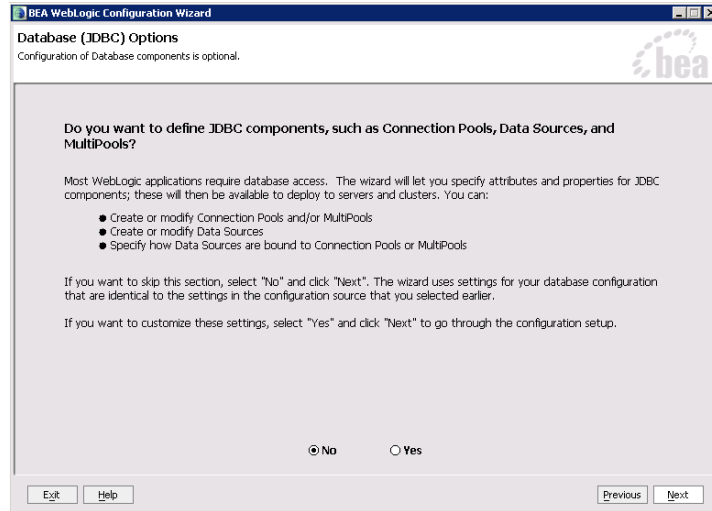 BEA WebLogic Configuration Wizard
Database (JDBC) Options
Configuration of Database components is optional.
bea
Do you want to define JDBC components, such as Connection Pools, Data Sources, and
MultiPools?
Most WebLogic applications require database access. The wizard will let you specify attributes and properties for JDBC
components; these will then be available to deploy to servers and clusters. You can:
Create or modify Connection Pools and/or MultiPools
Create or modify Data Sources
Specify how Data Sources are bound to Connection Pools or MultiPools
If you want to skip this section, select "No" and click "Next". The wizard uses settings for your database configuration
that are identical to the settings in the configuration source that you selected earlier.
If you want to customize these settings, select "Yes" and click "Next" to go through the configuration setup.
No Yes
Exit Help Previous Next